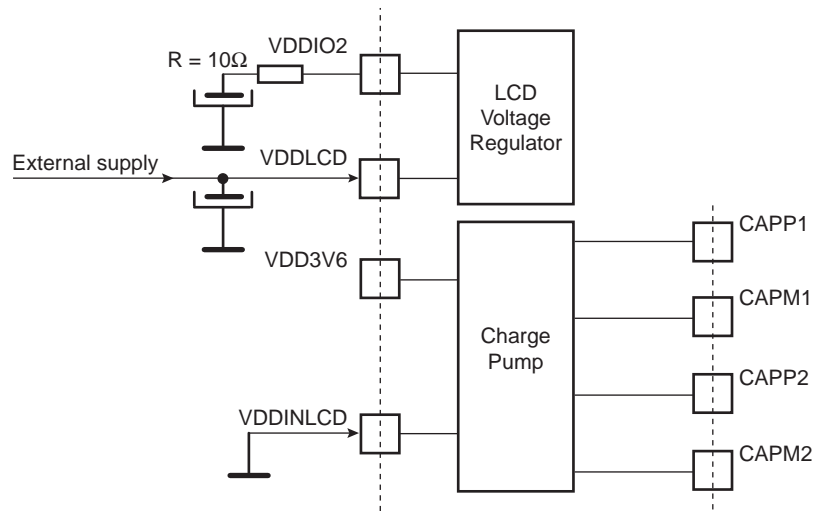 VDDIO2
R = 10Ω
LCD
Voltage
Regulator
External supply
VDDLCD
CAPP1
VDD3V6
CAPM1
Charge
Pump
CAPP2
VDDINLCD
CAPM2